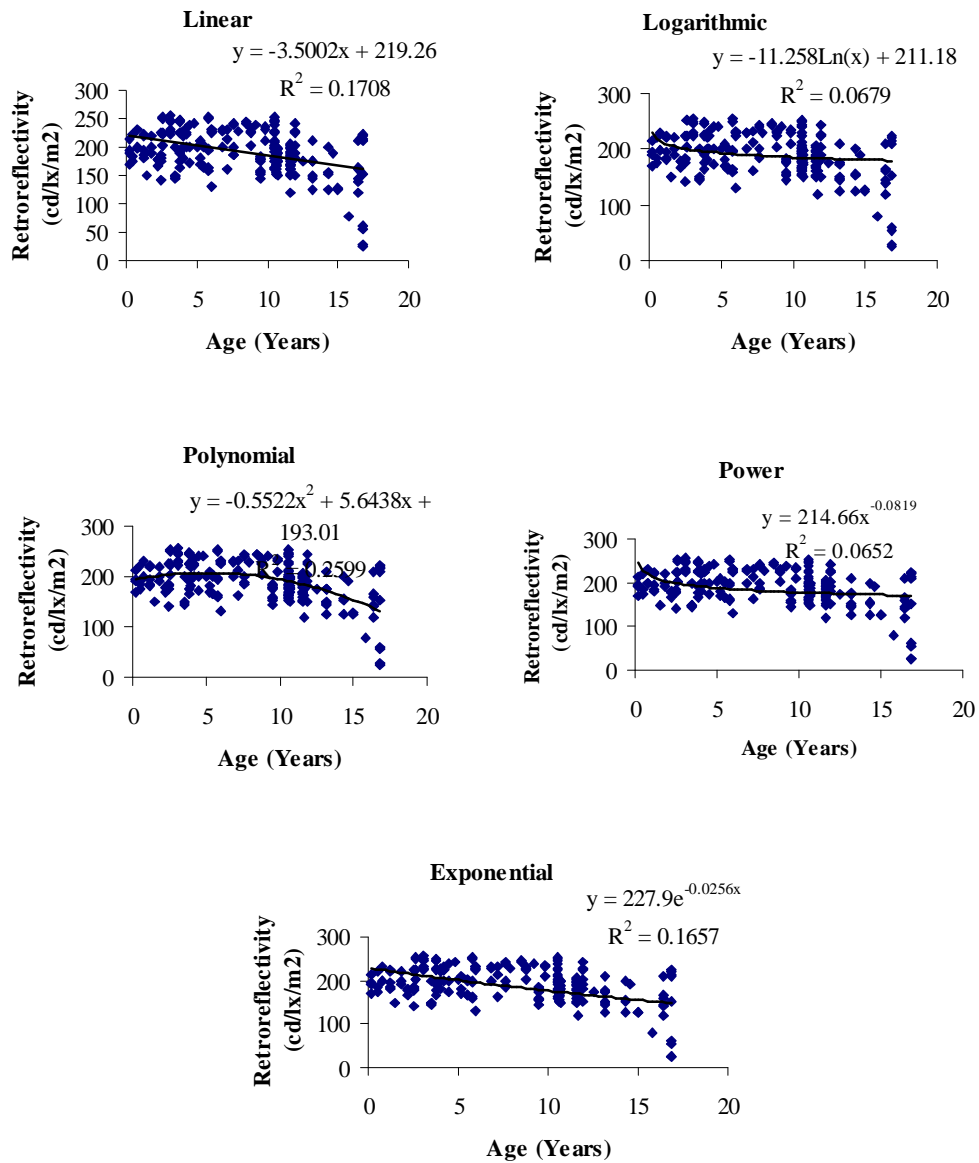 Linear
y = -3.5002x + 219.26
R² = 0.1708
300
250
200
150
100
50
0
0 5 10 15 20
Retroreflectivity
(cd/lx/m2)
Age (Years)
Logarithmic
y = -11.258Ln(x) + 211.18
R² = 0.0679
300
200
100
0
0 5 10 15 20
Retroreflectivity
(cd/lx/m2)
Age (Years)
Polynomial
y = -0.5522x² + 5.6438x +
193.01
R² = 0.2599
300
200
100
0
0 5 10 15 20
Retroreflectivity
(cd/lx/m2)
Age (Years)
Power
y = 214.66x^-0.0819
R² = 0.0652
300
200
100
0
0 5 10 15 20
Retroreflectivity
(cd/lx/m2)
Age (Years)
Exponential
y = 227.9e^-0.0256x
R² = 0.1657
300
200
100
0
0 5 10 15 20
Retroreflectivity
(cd/lx/m2)
Age (Years)